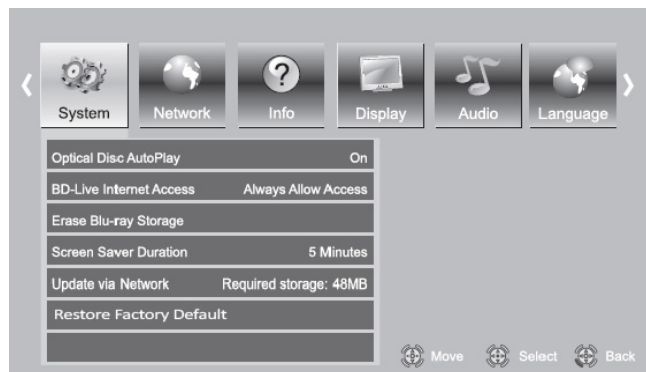 System Network Info Display Audio Language
Optical Disc AutoPlay On
BD-Live Internet Access Always Allow Access
Erase Blu-ray Storage
Screen Saver Duration 5 Minutes
Update via Network Required storage: 48MB
Restore Factory Default
Move Select Back